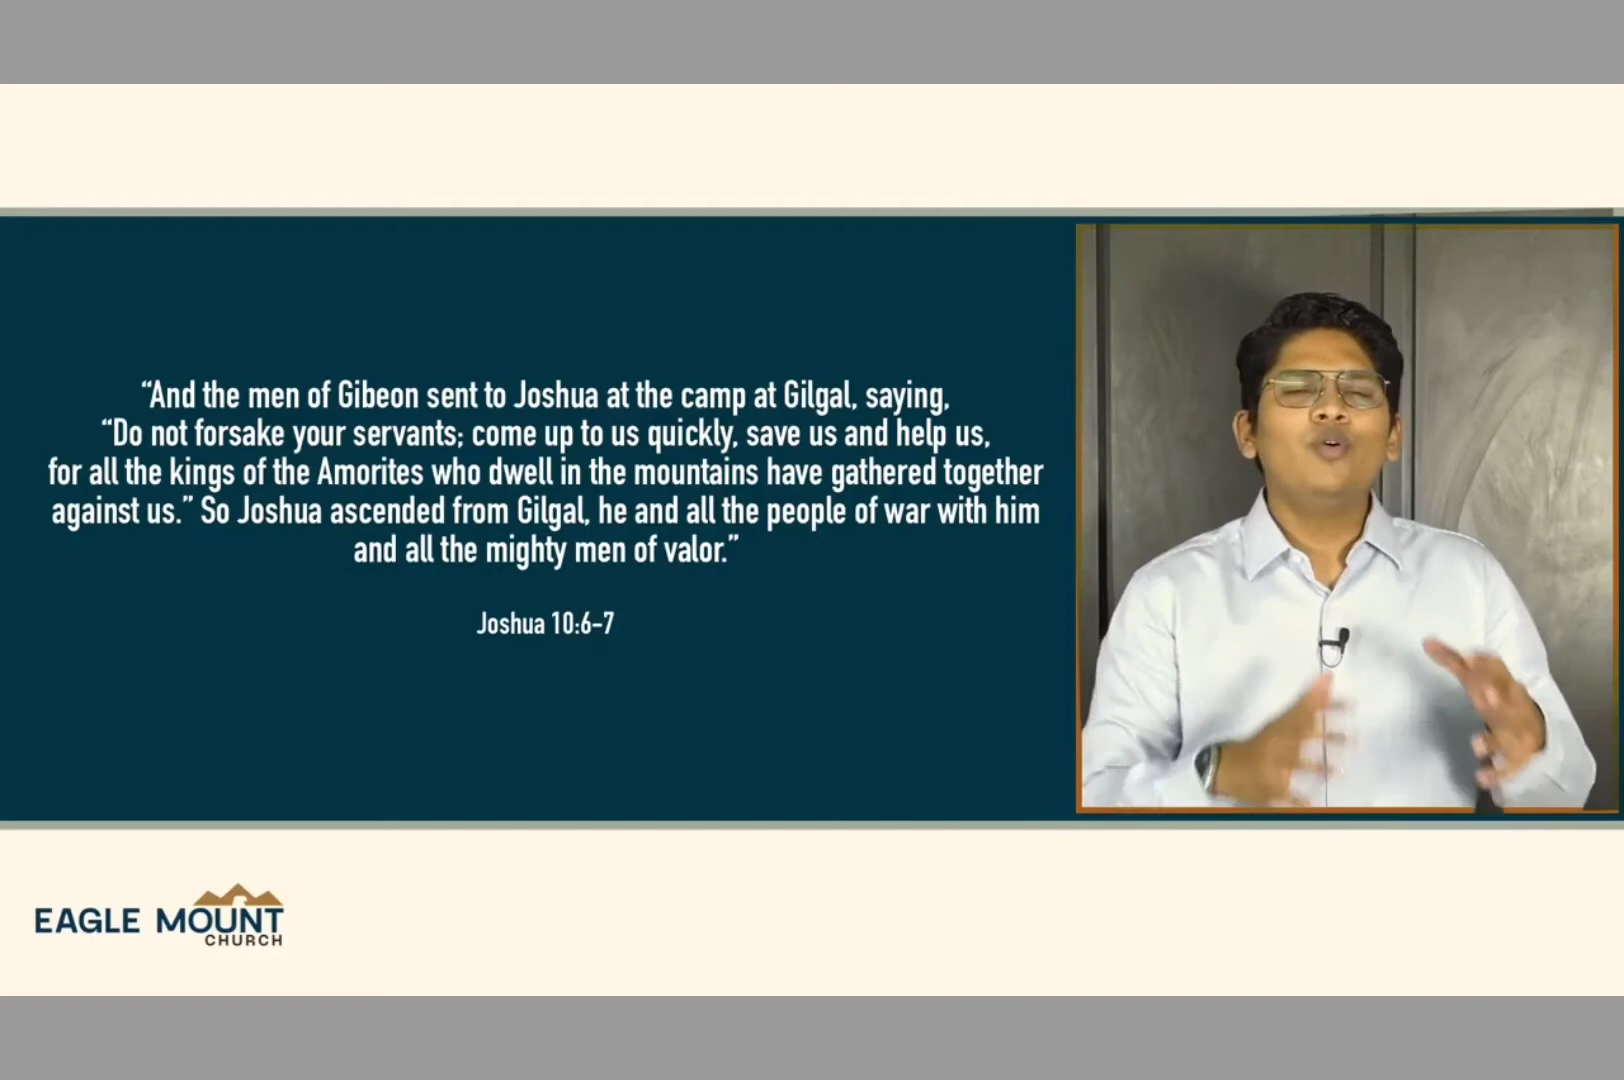 “And the men of Gibeon sent to Joshua at the camp at Gilgal, saying,
“Do not forsake your servants; come up to us quickly, save us and help us,
for all the kings of the Amorites who dwell in the mountains have gathered together
against us.” So Joshua ascended from Gilgal, he and all the people of war with him
and all the mighty men of valor.”
Joshua 10:6-7
EAGLE MOUNT
CHURCH